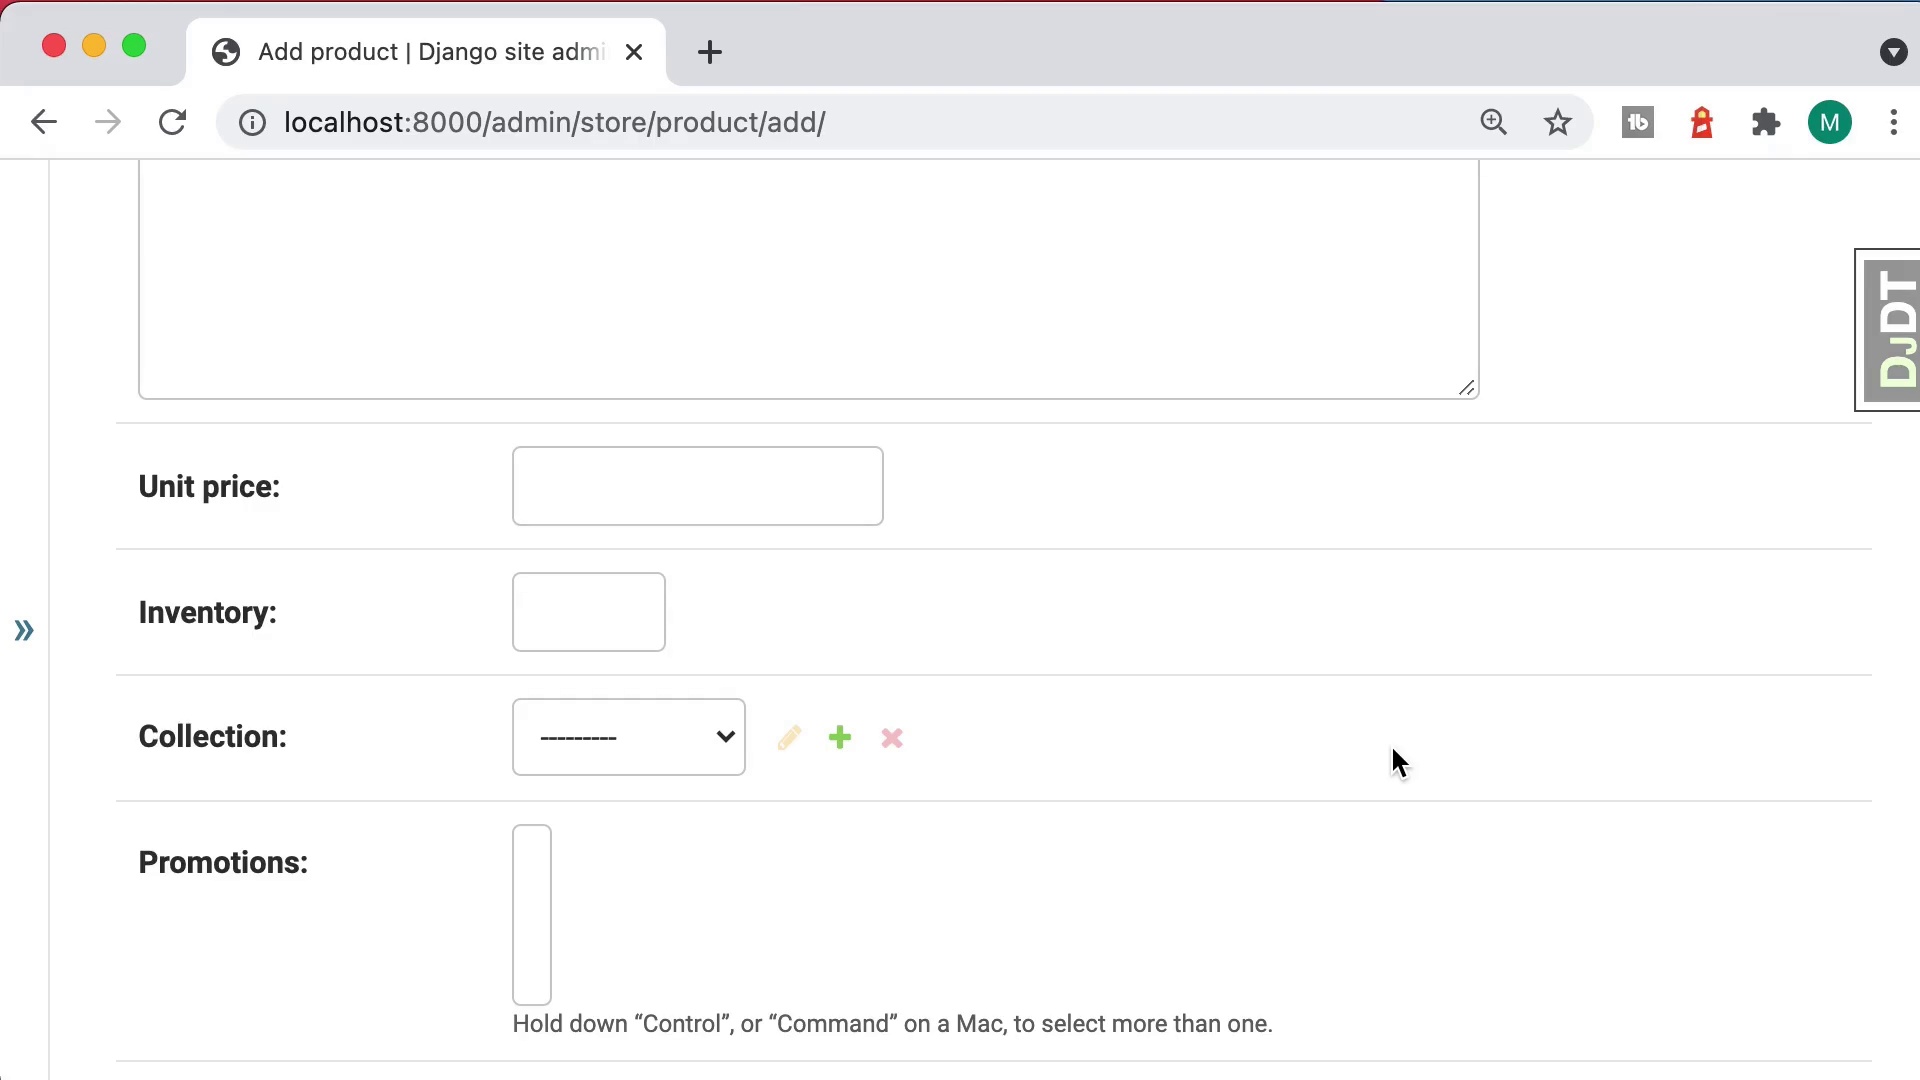 Add product | Django site admi
localhost:8000/admin/store/product/add/
M
DJDT
Unit price:
Inventory:
Collection:
---------
Promotions:
Hold down “Control”, or “Command” on a Mac, to select more than one.